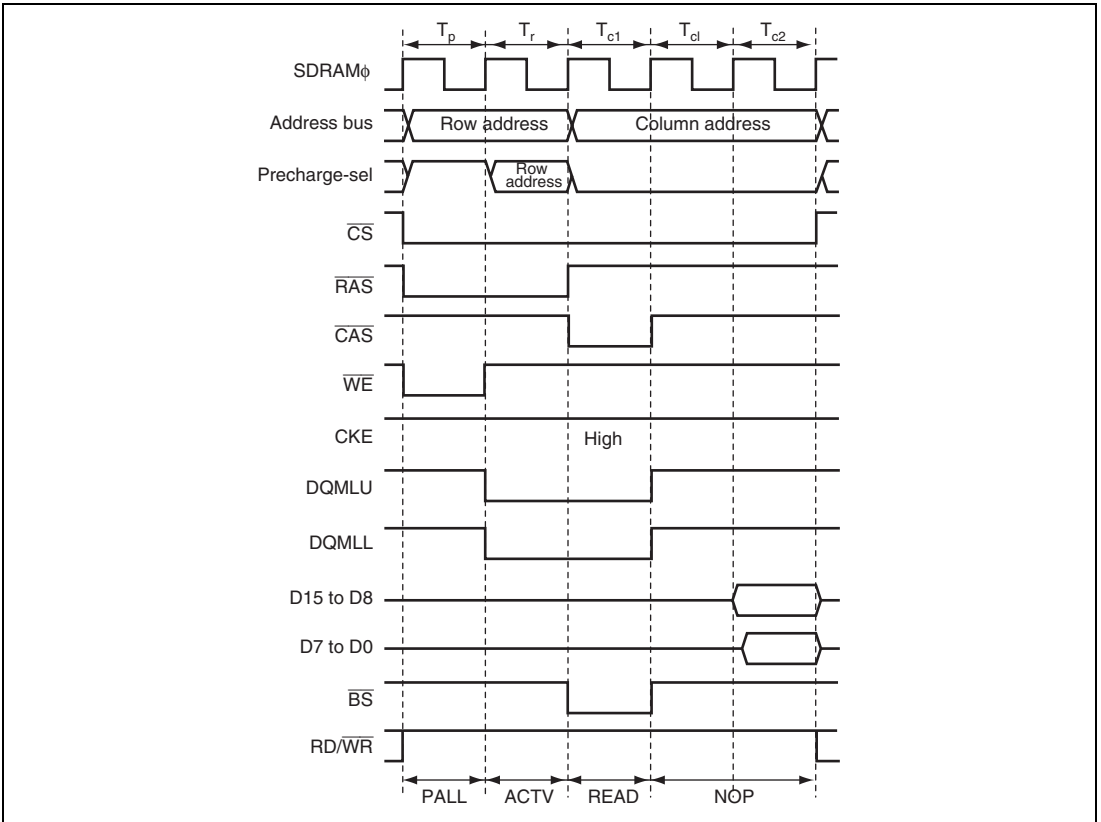 Tp Tr Tc1 Tcl Tc2
SDRAMϕ
Address bus Row address Column address
Precharge-sel Row
address
CS
RAS
CAS
WE
CKE High
DQMLU
DQMLL
D15 to D8
D7 to D0
BS
RD/WR
PALL ACTV READ NOP